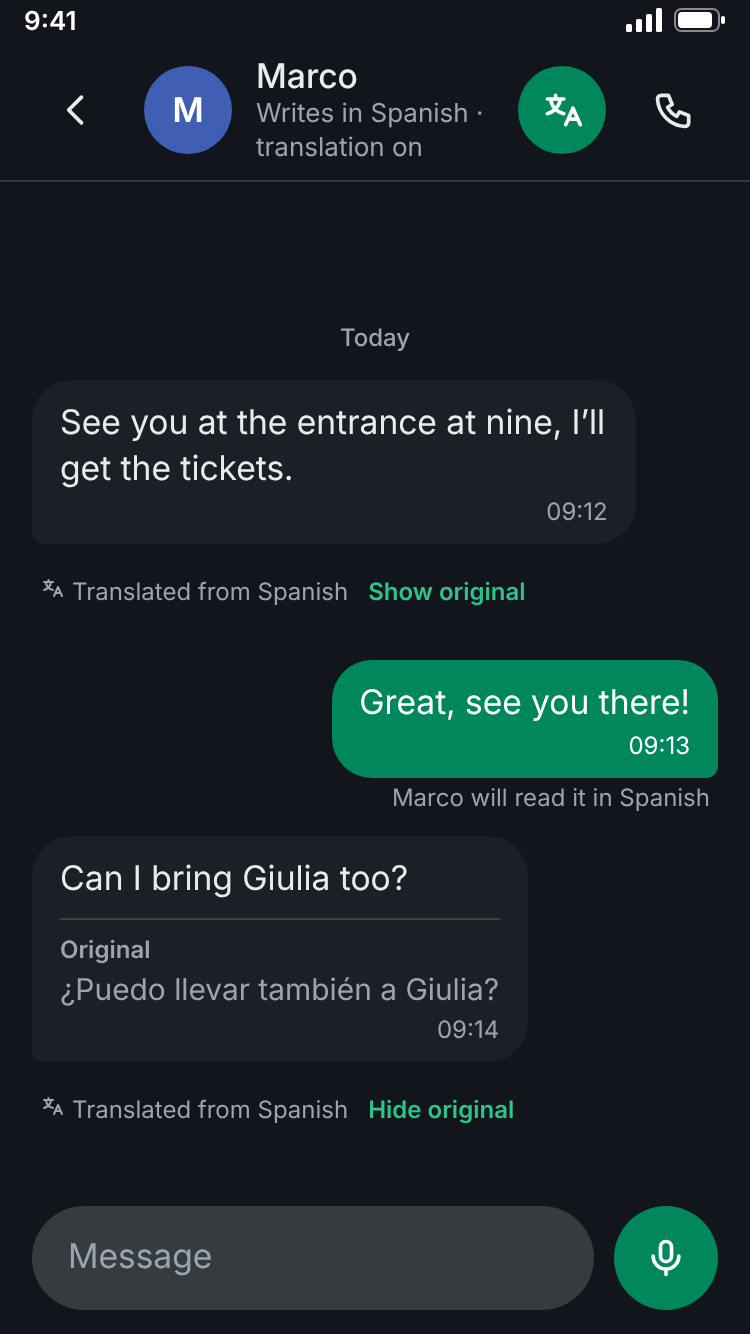 9:41
M
Marco
Writes in Spanish ·
translation on
Today
See you at the entrance at nine, I’ll
get the tickets.
09:12
Translated from Spanish Show original
Great, see you there!
09:13
Marco will read it in Spanish
Can I bring Giulia too?
Original
¿Puedo llevar también a Giulia?
09:14
Translated from Spanish Hide original
Message